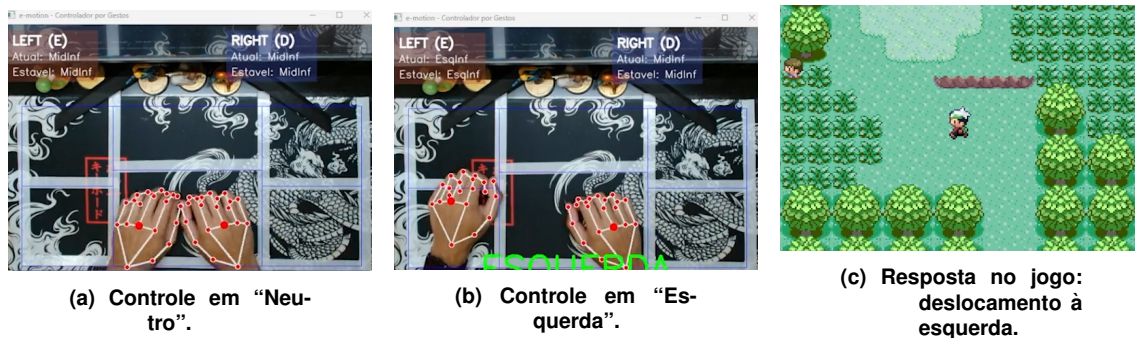 e-motion - Controlador por Gestos
LEFT (E)
Atual: MidInf
Estavel: MidInf
RIGHT (D)
Atual: MidInf
Estavel: MidInf
e-motion - Controlador por Gestos
LEFT (E)
Atual: EsqInf
Estavel: EsqInf
RIGHT (D)
Atual: MidInf
Estavel: MidInf
ESQUERDA
(a) Controle em “Neu-
tro”.
(b) Controle em “Es-
querda”.
(c) Resposta no jogo:
deslocamento à
esquerda.